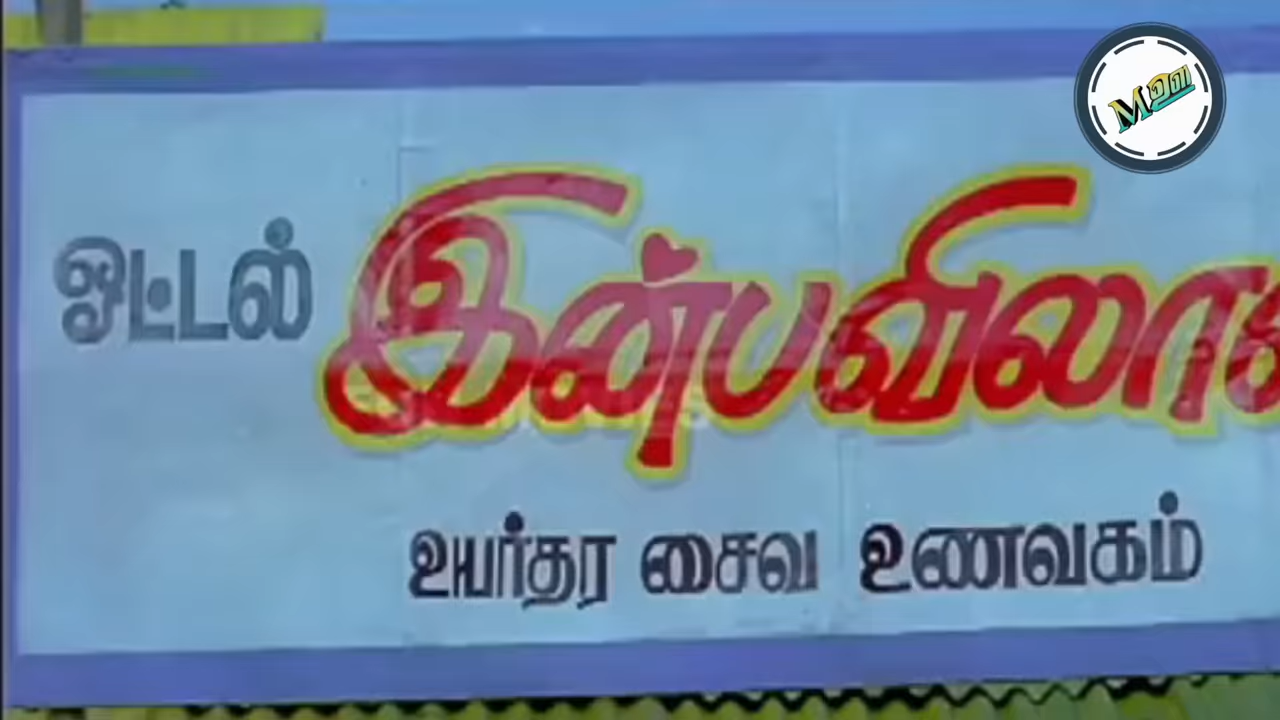 ஓட்டல் இன்பவிலா
உயர்தர சைவ உணவகம்